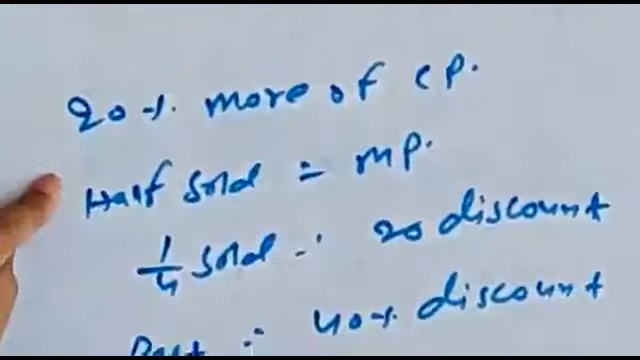 20% more of CP.
Half sold = MP.
1/4 sold : 20 discount
: 40% discount